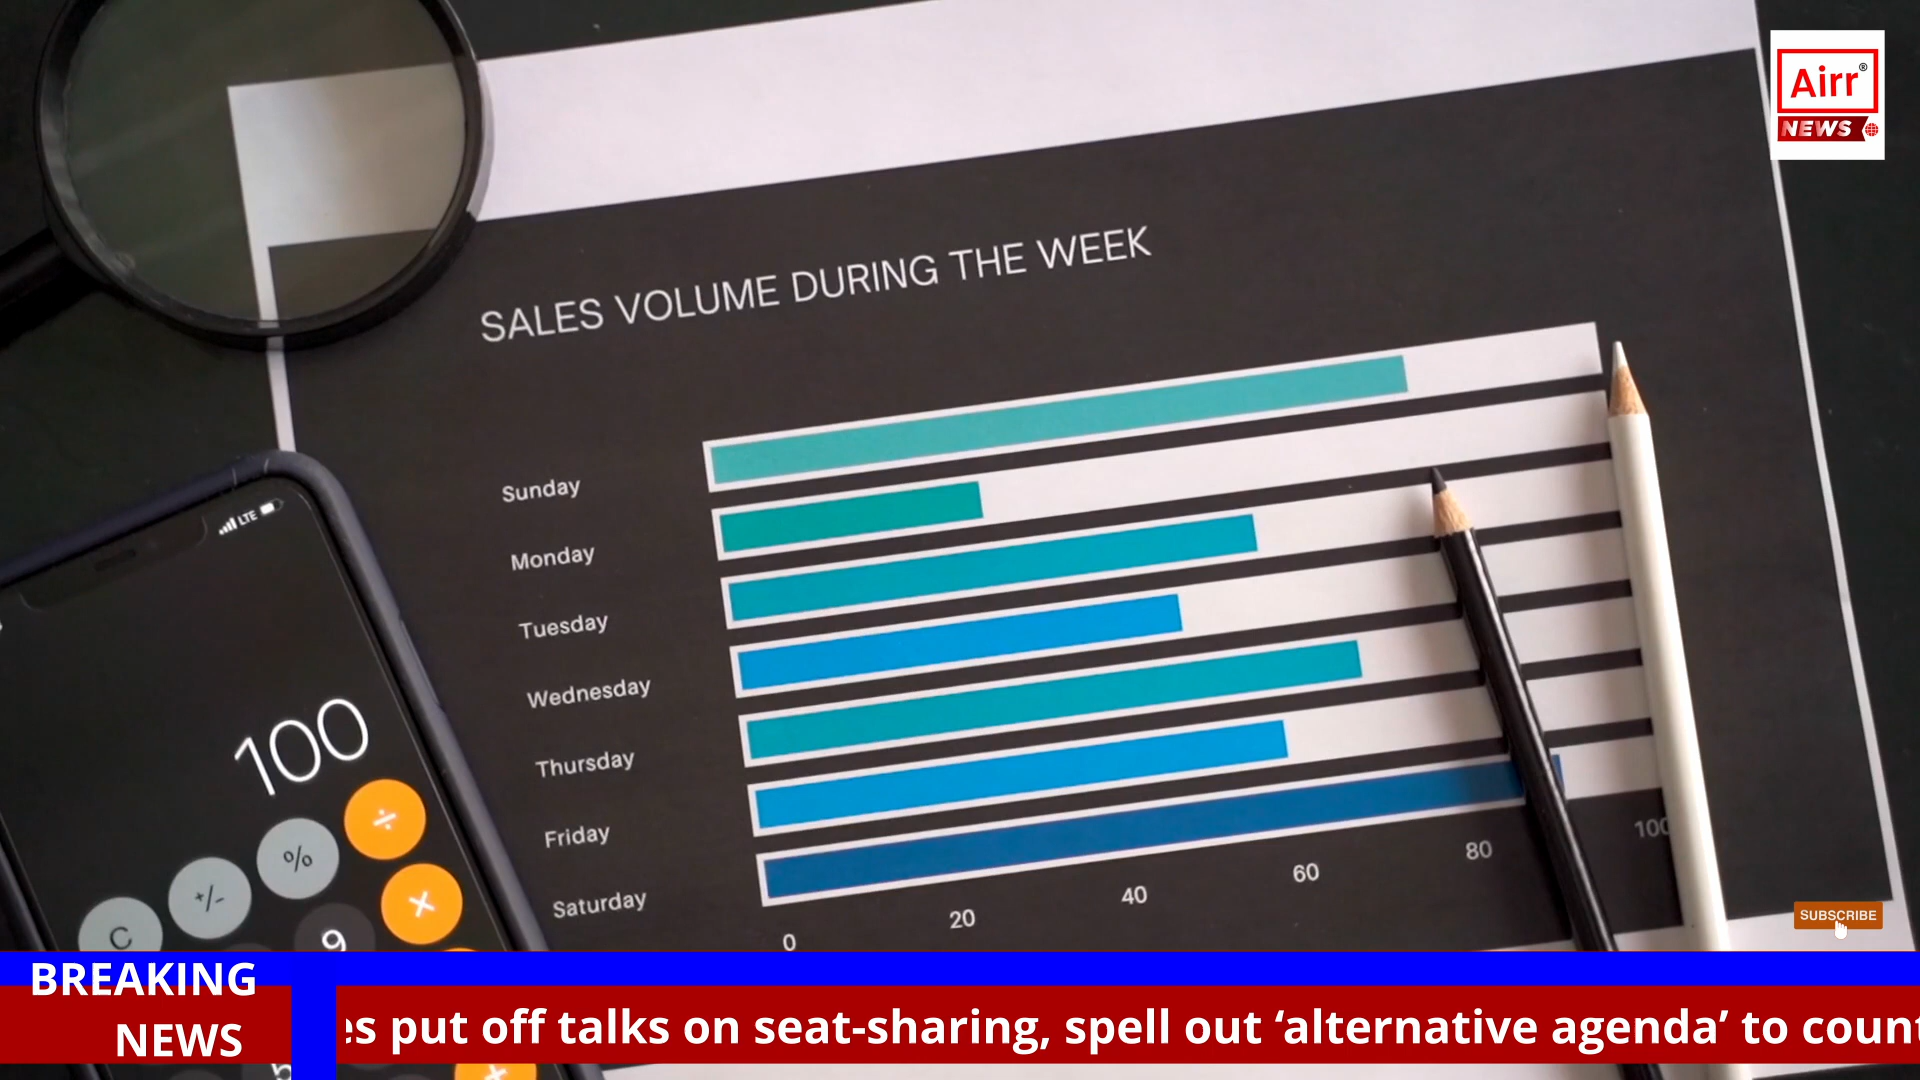 Airr®
NEWS
SALES VOLUME DURING THE WEEK
Sunday
Monday
Tuesday
Wednesday
Thursday
Friday
Saturday
0
20
40
60
80
100
LTE
100
÷
C
+/-
%
×
9
SUBSCRIBE
BREAKING
NEWS
put off talks on seat-sharing, spell out ‘alternative agenda’ to